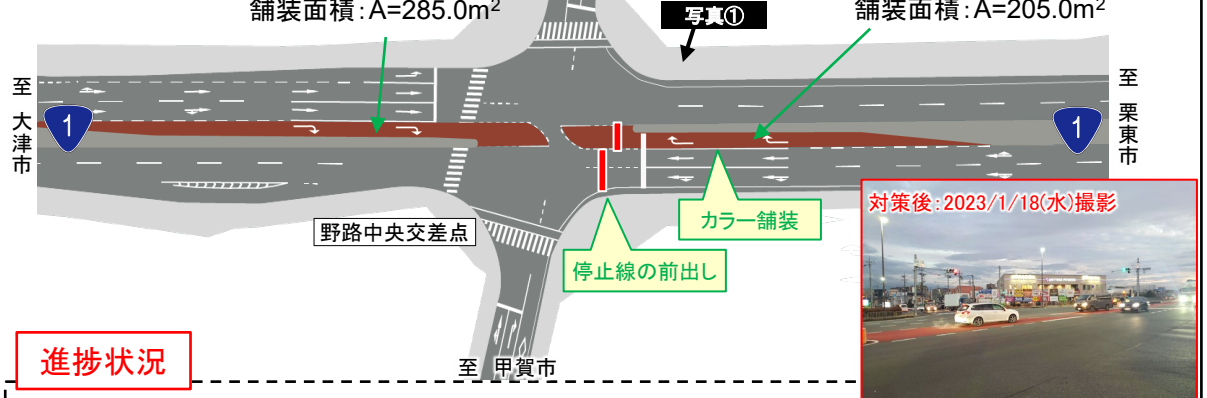 舗装面積:A=285.0m²
写真①
舗装面積:A=205.0m²
至 大津市
1
至 栗東市
1
対策後:2023/1/18(水)撮影
カラー舗装
野路中央交差点
停止線の前出し
進捗状況
至 甲賀市